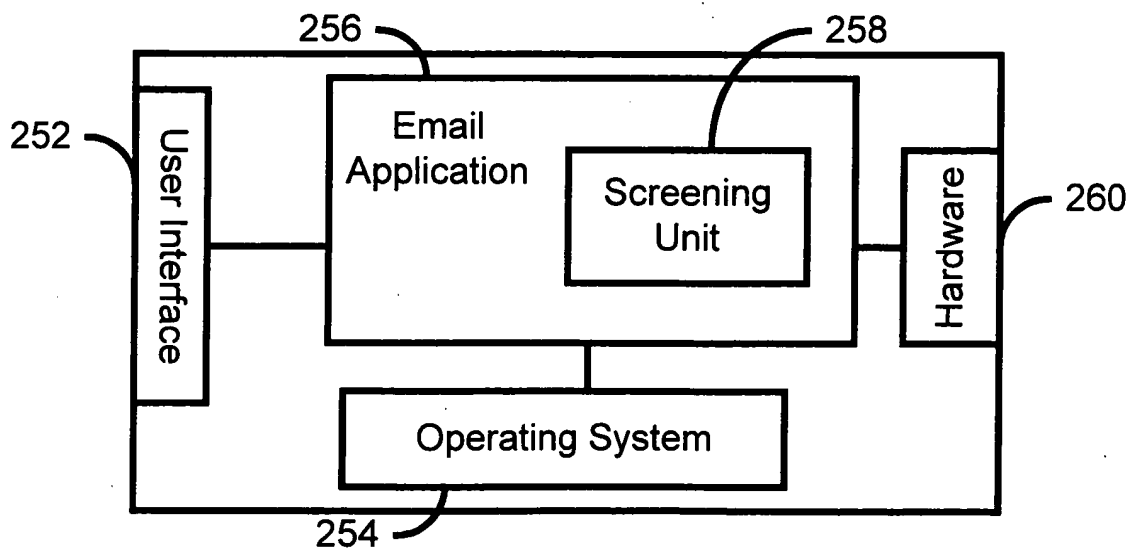 256
258
252
User Interface
Email
Application
Screening
Unit
Hardware
260
Operating System
254